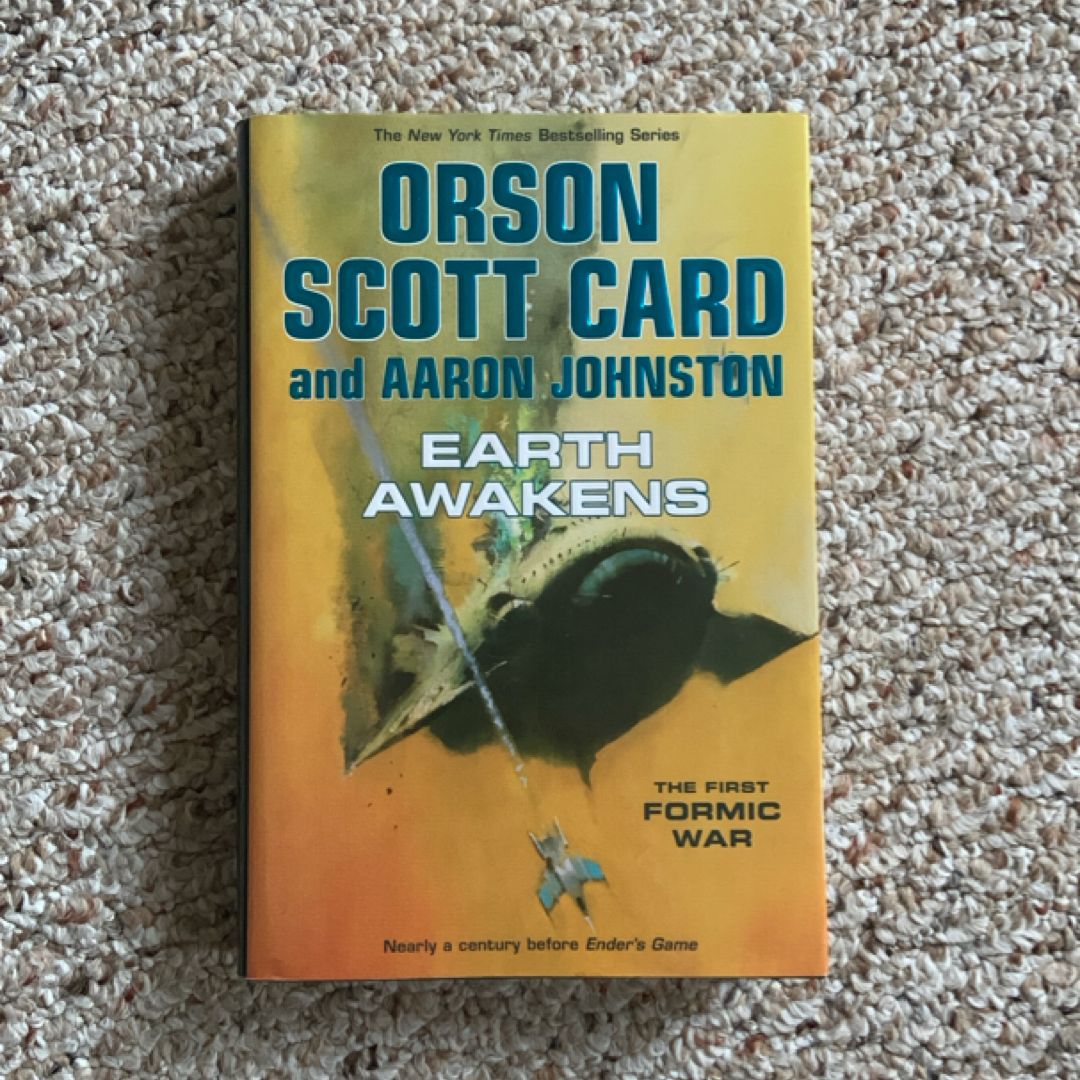 The New York Times Bestselling Series
ORSON
SCOTT CARD
and AARON JOHNSTON
EARTH
AWAKENS
THE FIRST
FORMIC
WAR
Nearly a century before Ender's Game